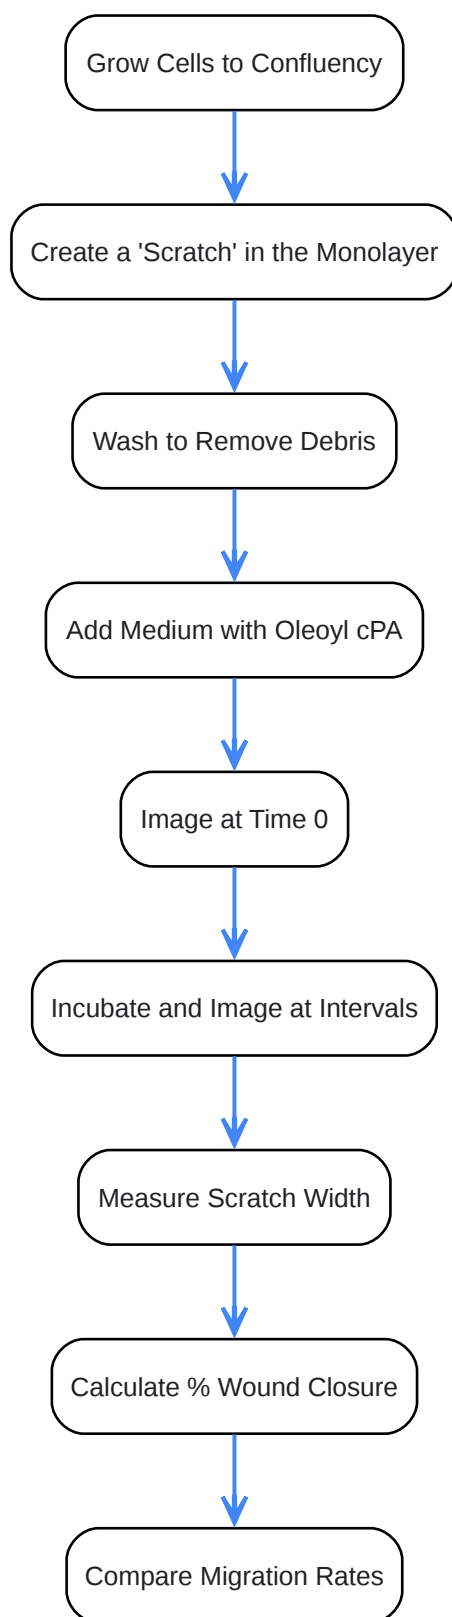 Grow Cells to Confluency
Create a 'Scratch' in the Monolayer
Wash to Remove Debris
Add Medium with Oleoyl cPA
Image at Time 0
Incubate and Image at Intervals
Measure Scratch Width
Calculate % Wound Closure
Compare Migration Rates